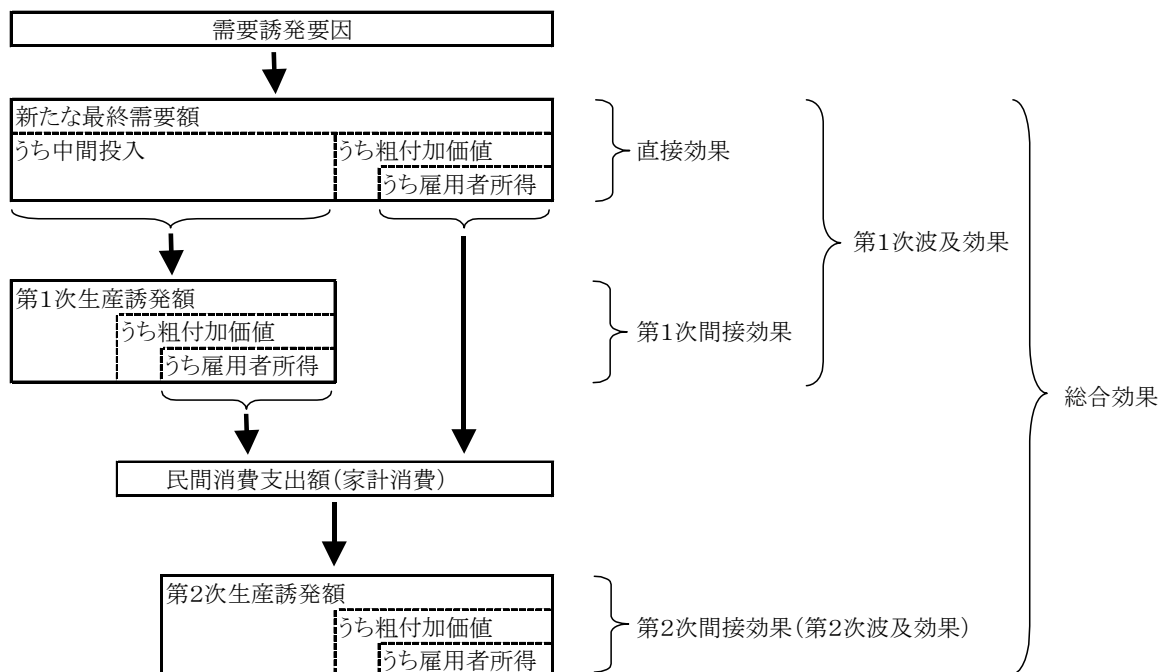 需要誘発要因
新たな最終需要額
うち中間投入
うち粗付加価値
うち雇用者所得
直接効果
第1次波及効果
第1次生産誘発額
うち粗付加価値
うち雇用者所得
第1次間接効果
総合効果
民間消費支出額(家計消費)
第2次生産誘発額
うち粗付加価値
うち雇用者所得
第2次間接効果(第2次波及効果)